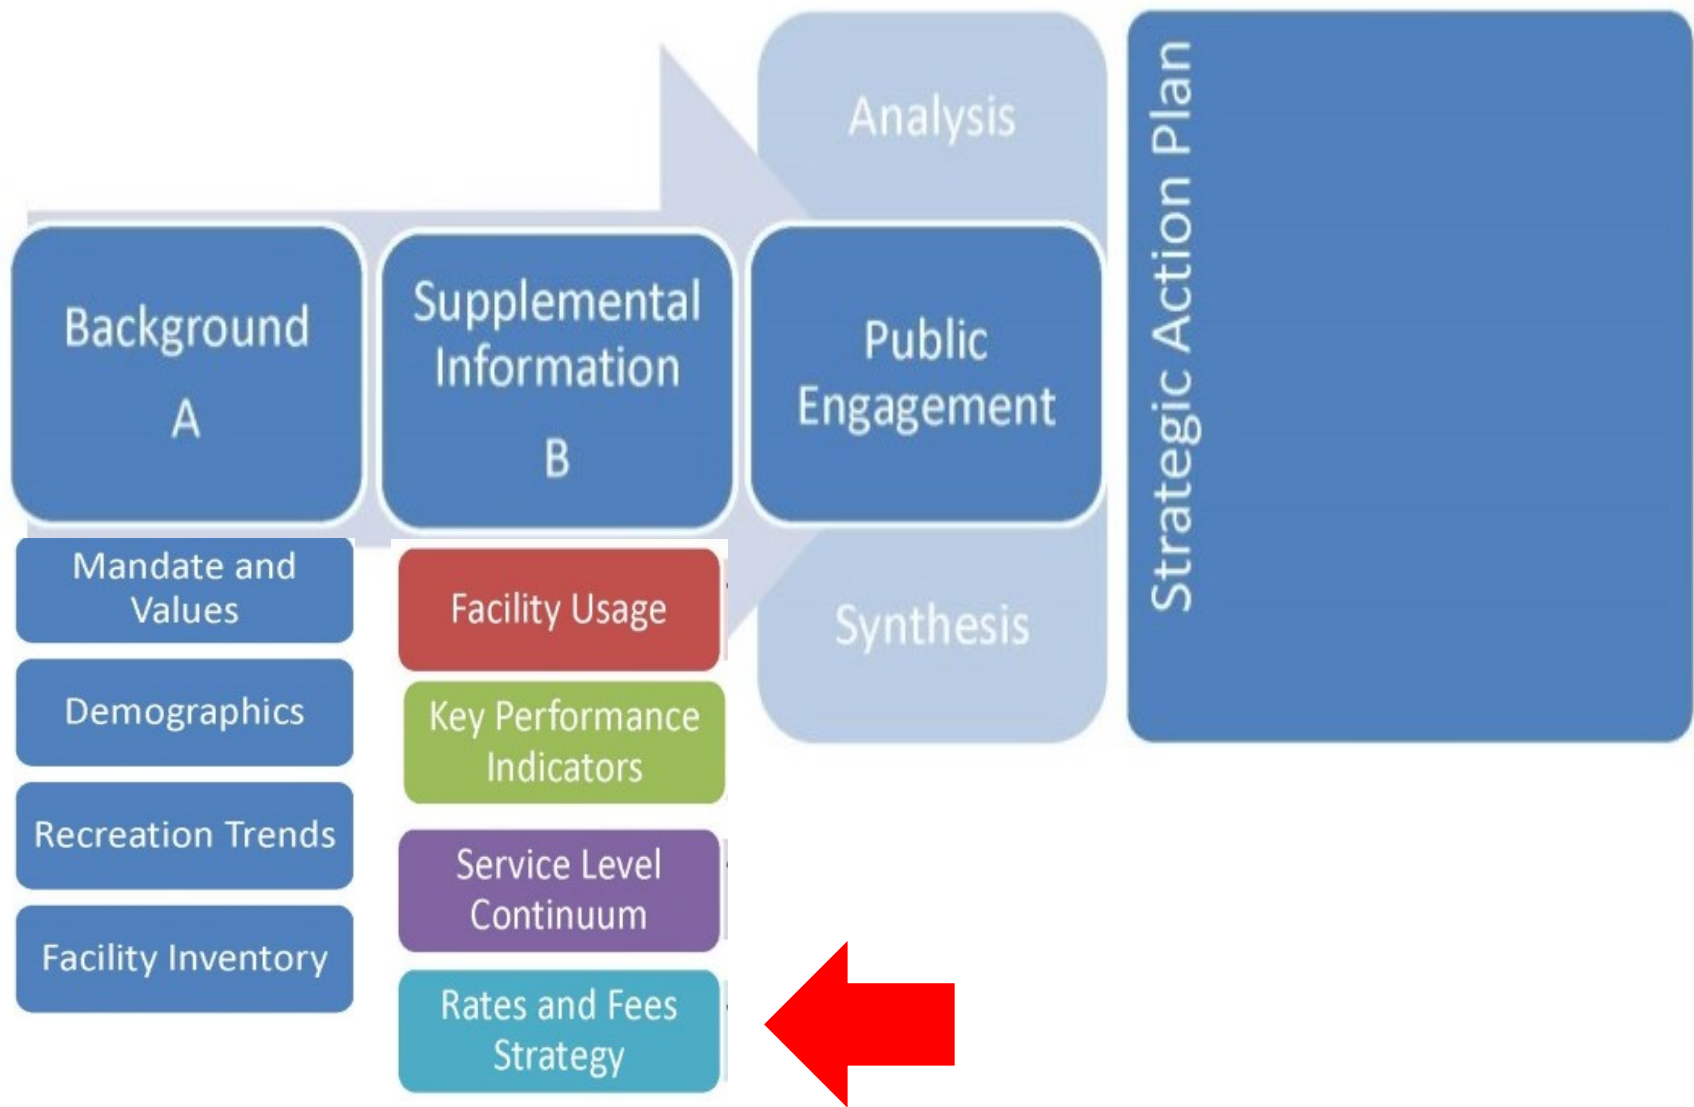 Background
A
Mandate and
Values
Demographics
Recreation Trends
Facility Inventory
Supplemental
Information
B
Facility Usage
Key Performance
Indicators
Service Level
Continuum
Rates and Fees
Strategy
Analysis
Public
Engagement
Synthesis
Strategic Action Plan